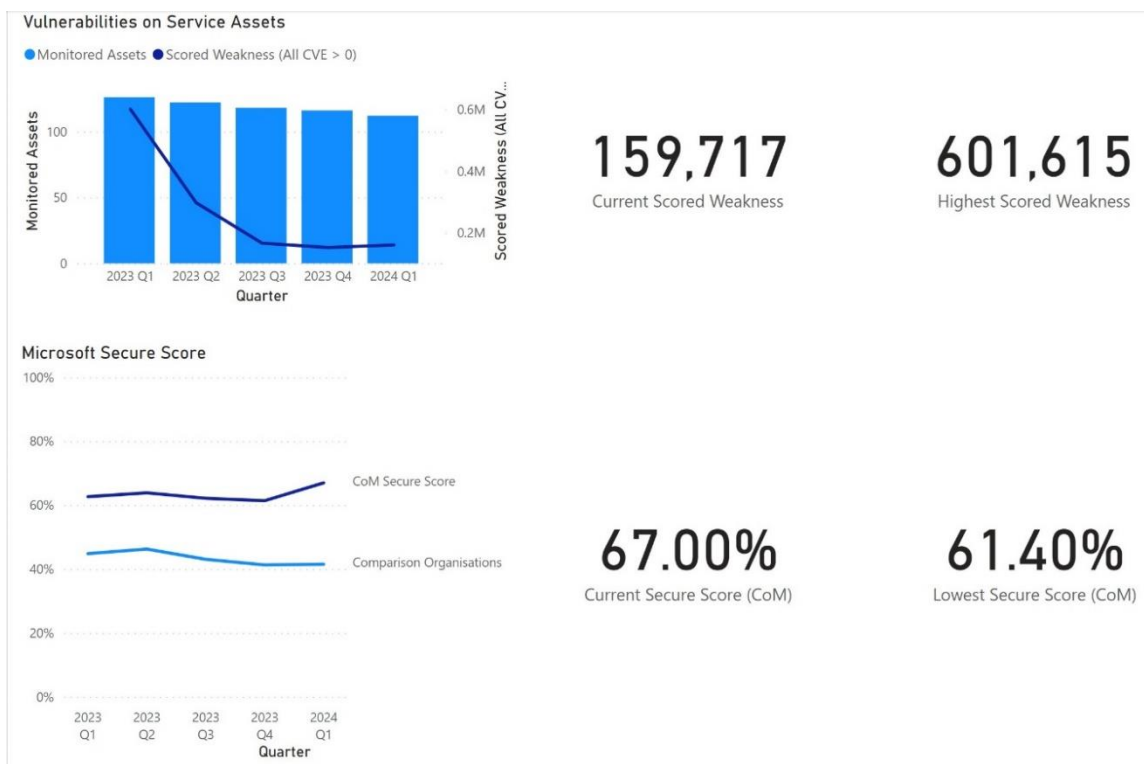 Vulnerabilities on Service Assets
Monitored Assets Scored Weakness (All CVE > 0)
Monitored Assets
100
50
0
0.6M
0.4M
0.2M
Scored Weakness (All CV...
2023 Q1 2023 Q2 2023 Q3 2023 Q4 2024 Q1
Quarter
159,717
Current Scored Weakness
601,615
Highest Scored Weakness
Microsoft Secure Score
100%
80%
60%
40%
20%
0%
CoM Secure Score
Comparison Organisations
2023 2023 2023 2023 2024
Q1 Q2 Q3 Q4 Q1
Quarter
67.00%
Current Secure Score (CoM)
61.40%
Lowest Secure Score (CoM)